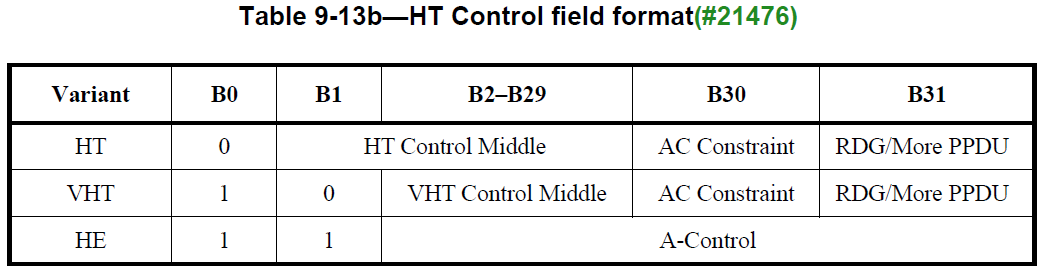 Table 9-13b—HT Control field format(#21476)
Variant B0 B1 B2–B29 B30 B31
HT 0 HT Control Middle AC Constraint RDG/More PPDU
VHT 1 0 VHT Control Middle AC Constraint RDG/More PPDU
HE 1 1 A-Control